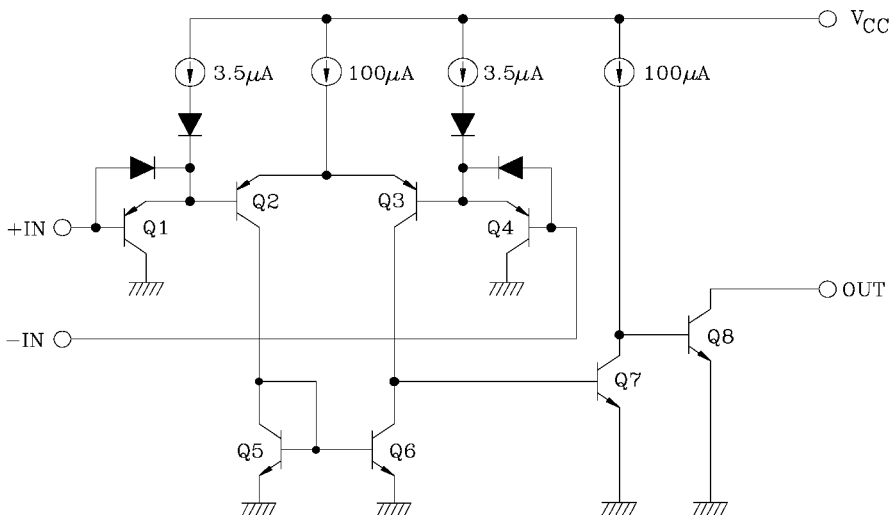 V_CC
3.5μA
100μA
3.5μA
100μA
Q2
Q3
+IN
Q1
Q4
OUT
-IN
Q8
Q7
Q5
Q6